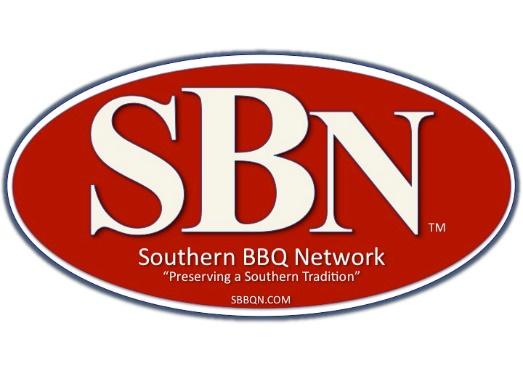 SBN
™
Southern BBQ Network
“Preserving a Southern Tradition”
SBBQN.COM